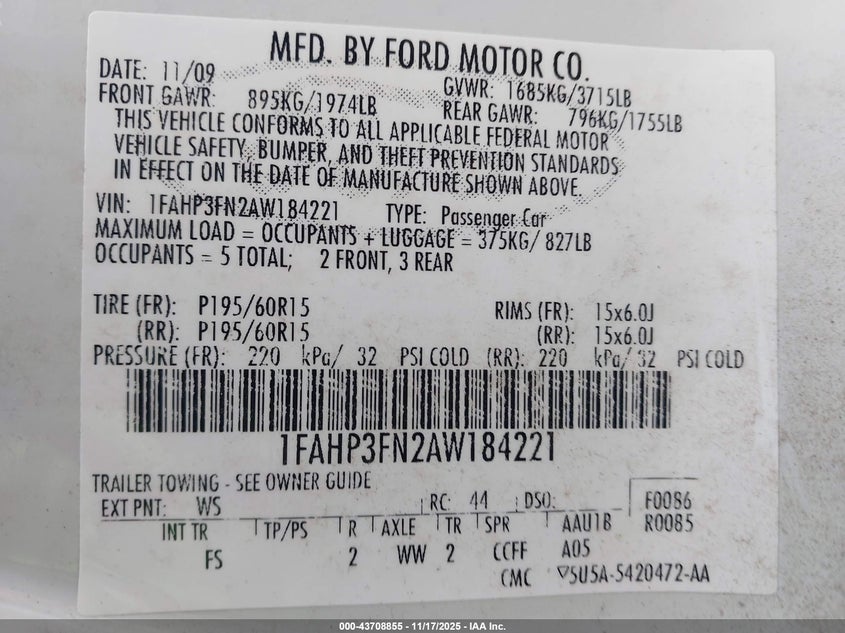 MFD. BY FORD MOTOR CO.
DATE: 11/09 GVWR: 1685KG/3715LB
FRONT GAWR: 895KG/1974LB REAR GAWR: 796KG/1755LB
THIS VEHICLE CONFORMS TO ALL APPLICABLE FEDERAL MOTOR
VEHICLE SAFETY, BUMPER, AND THEFT PREVENTION STANDARDS
IN EFFECT ON THE DATE OF MANUFACTURE SHOWN ABOVE.
VIN: 1FAHP3FN2AW184221 TYPE: Passenger Car
MAXIMUM LOAD = OCCUPANTS + LUGGAGE = 375KG/ 827LB
OCCUPANTS = 5 TOTAL; 2 FRONT, 3 REAR
TIRE (FR): P195/60R15 RIMS (FR): 15x6.0J
(RR): P195/60R15 (RR): 15x6.0J
PRESSURE (FR): 220 kPa/ 32 PSI COLD (RR): 220 kPa/ 32 PSI COLD
1FAHP3FN2AW184221
TRAILER TOWING - SEE OWNER GUIDE
EXT PNT: WS RC: 44 DSO: F0086
INT TR TP/PS R AXLE TR SPR AAU1B R0085
FS 2 WW 2 CCFF A05
CMC ▽5U5A-5420472-AA
000-43708855 - 11/17/2025 - IAA Inc.